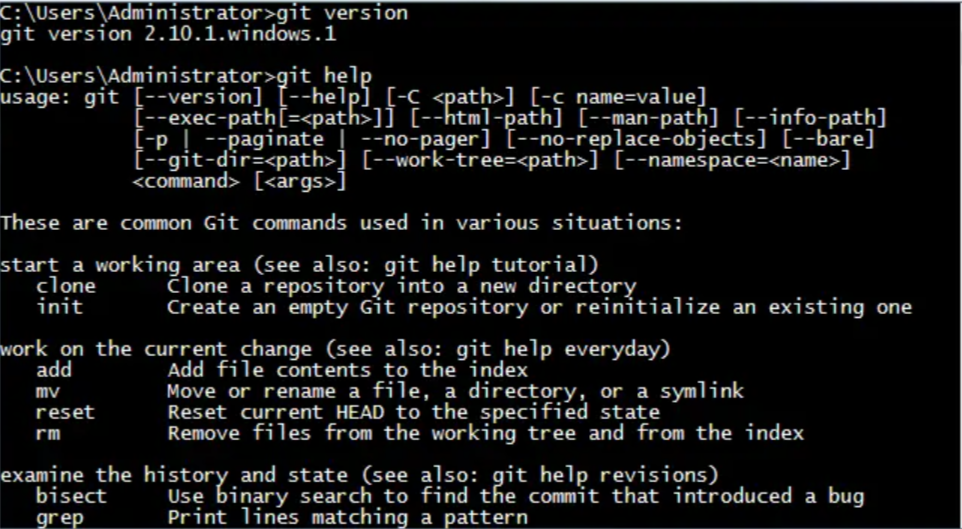 C:\Users\Administrator>git version
git version 2.10.1.windows.1

C:\Users\Administrator>git help
usage: git [--version] [--help] [-C <path>] [-c name=value]
           [--exec-path[=<path>]] [--html-path] [--man-path] [--info-path]
           [-p | --paginate | --no-pager] [--no-replace-objects] [--bare]
           [--git-dir=<path>] [--work-tree=<path>] [--namespace=<name>]
           <command> [<args>]

These are common Git commands used in various situations:

start a working area (see also: git help tutorial)
   clone      Clone a repository into a new directory
   init       Create an empty Git repository or reinitialize an existing one

work on the current change (see also: git help everyday)
   add        Add file contents to the index
   mv         Move or rename a file, a directory, or a symlink
   reset      Reset current HEAD to the specified state
   rm         Remove files from the working tree and from the index

examine the history and state (see also: git help revisions)
   bisect     Use binary search to find the commit that introduced a bug
   grep       Print lines matching a pattern